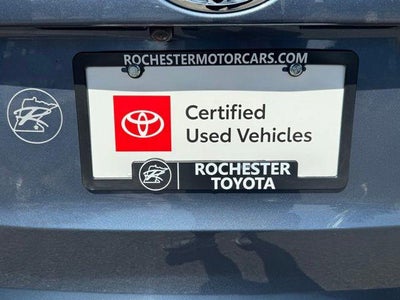 ROCHESTERMOTORCARS.COM
Certified
Used Vehicles
ROCHESTER
TOYOTA